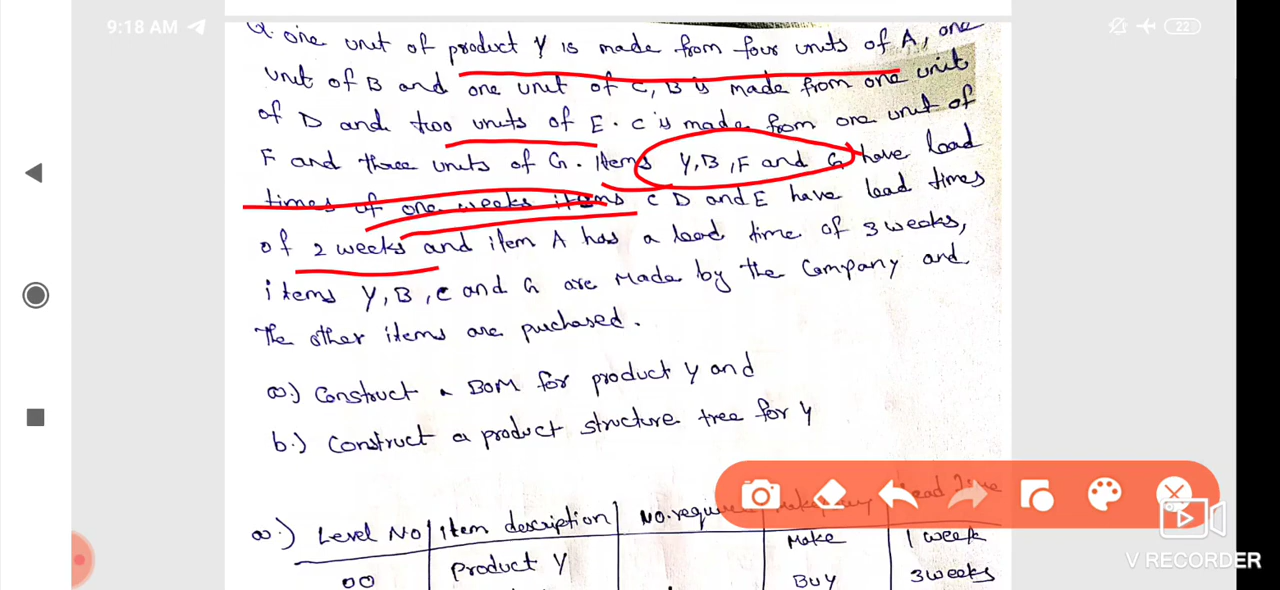 9:18 AM
22
Q. one unit of product Y is made from four units of A, one
unit of B and one unit of C, B is made from one unit
of D and two units of E. C is made from one unit of
F and three units of G. Items Y, B, F and G have lead
times of one weeks items C D and E have lead times
of 2 weeks and item A has a lead time of 3 weeks,
items Y, B, C and G are made by the company and
the other items are purchased.
a.) Construct a BOM for product Y and
b.) Construct a product structure tree for Y
a.) Level No Item description No. require Lead Time
00 Product Y Make 1 week
Buy 3 weeks
V RECORDER